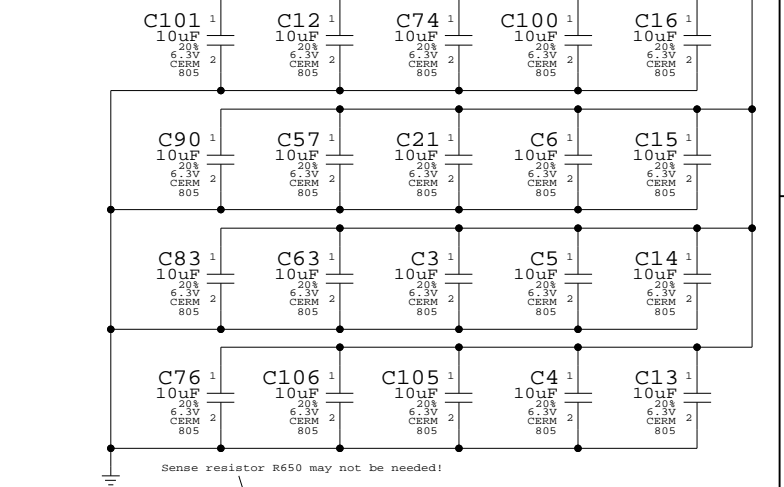 C101 1 C12 1 C74 1 C100 1 C16 1
10uF 10uF 10uF 10uF 10uF
20% 20% 20% 20% 20%
6.3V 2 6.3V 2 6.3V 2 6.3V 2 6.3V 2
CERM CERM CERM CERM CERM
805 805 805 805 805
C90 1 C57 1 C21 1 C6 1 C15 1
10uF 10uF 10uF 10uF 10uF
20% 20% 20% 20% 20%
6.3V 2 6.3V 2 6.3V 2 6.3V 2 6.3V 2
CERM CERM CERM CERM CERM
805 805 805 805 805
C83 1 C63 1 C3 1 C5 1 C14 1
10uF 10uF 10uF 10uF 10uF
20% 20% 20% 20% 20%
6.3V 2 6.3V 2 6.3V 2 6.3V 2 6.3V 2
CERM CERM CERM CERM CERM
805 805 805 805 805
C76 1 C106 1 C105 1 C4 1 C13 1
10uF 10uF 10uF 10uF 10uF
20% 20% 20% 20% 20%
6.3V 2 6.3V 2 6.3V 2 6.3V 2 6.3V 2
CERM CERM CERM CERM CERM
805 805 805 805 805
Sense resistor R650 may not be needed!